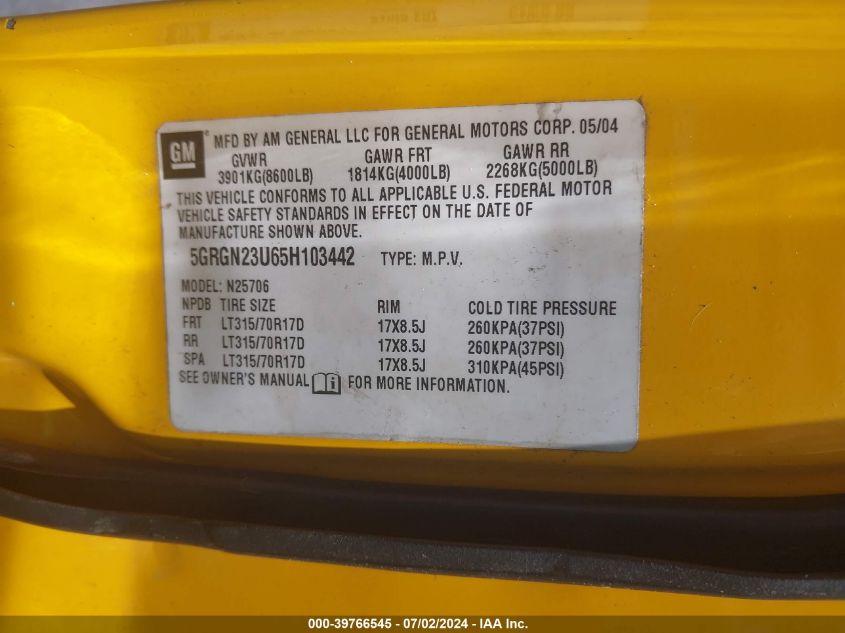 GM ® MFD BY AM GENERAL LLC FOR GENERAL MOTORS CORP. 05/04
GVWR GAWR FRT GAWR RR
3901KG(8600LB) 1814KG(4000LB) 2268KG(5000LB)
THIS VEHICLE CONFORMS TO ALL APPLICABLE U.S. FEDERAL MOTOR
VEHICLE SAFETY STANDARDS IN EFFECT ON THE DATE OF
MANUFACTURE SHOWN ABOVE.
5GRGN23U65H103442 TYPE: M.P.V.
MODEL: N25706
NPDB TIRE SIZE RIM COLD TIRE PRESSURE
FRT LT315/70R17D 17X8.5J 260KPA(37PSI)
RR LT315/70R17D 17X8.5J 260KPA(37PSI)
SPA LT315/70R17D 17X8.5J 310KPA(45PSI)
SEE OWNER'S MANUAL FOR MORE INFORMATION.
000-39766545 - 07/02/2024 - IAA Inc.